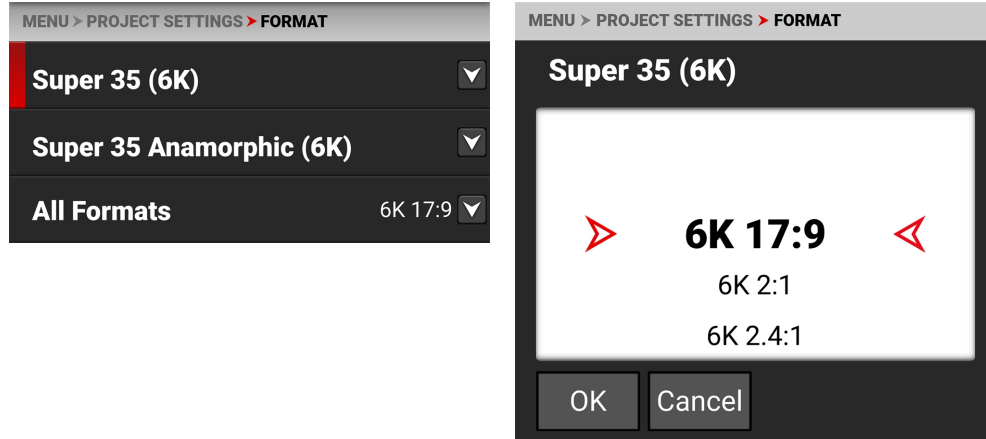 MENU > PROJECT SETTINGS > FORMAT
Super 35 (6K)
Super 35 Anamorphic (6K)
All Formats 6K 17:9
MENU > PROJECT SETTINGS > FORMAT
Super 35 (6K)
6K 17:9
6K 2:1
6K 2.4:1
OK Cancel